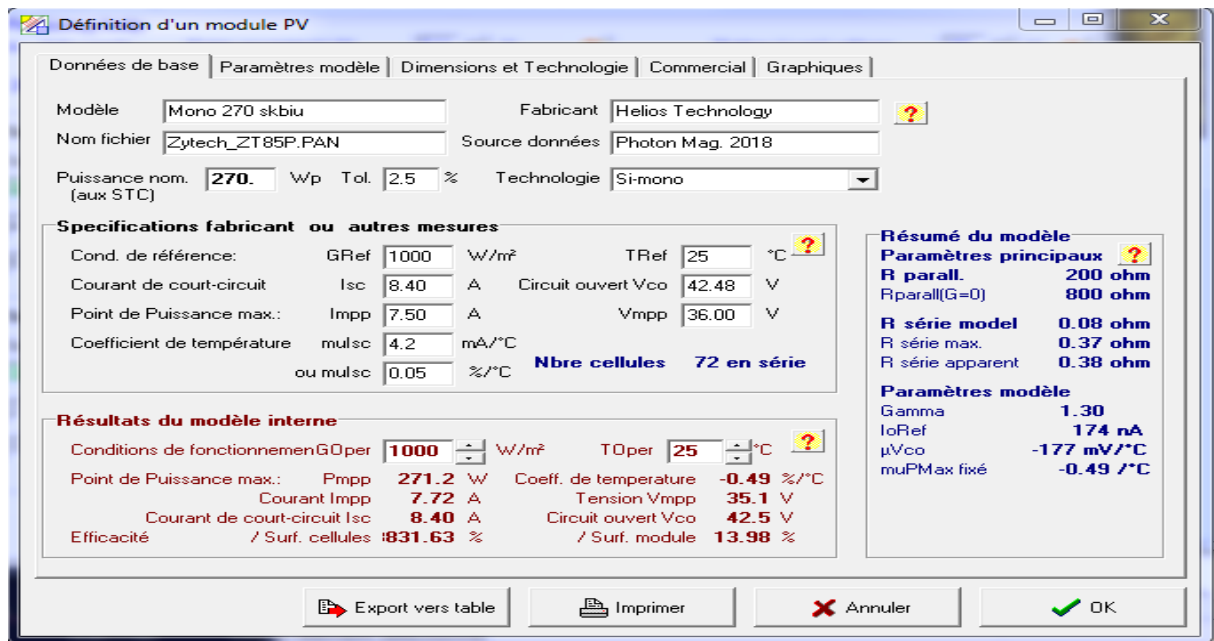 Définition d'un module PV
Données de base Paramètres modèle Dimensions et Technologie Commercial Graphiques
Modèle Mono 270 skbiu Fabricant Helios Technology ?
Nom fichier Zytech_ZT85P.PAN Source données Photon Mag. 2018
Puissance nom. 270. Wp Tol. 2.5 % Technologie Si-mono
(aux STC)
Specifications fabricant ou autres mesures
Cond. de référence: GRef 1000 W/m² TRef 25 °C ?
Courant de court-circuit Isc 8.40 A Circuit ouvert Vco 42.48 V
Point de Puissance max.: Impp 7.50 A Vmpp 36.00 V
Coefficient de température muIsc 4.2 mA/°C
Nbre cellules 72 en série
ou muIsc 0.05 %/°C
Résultats du modèle interne
Conditions de fonctionnemenGOper 1000 W/m² TOper 25 °C ?
Point de Puissance max.: Pmpp 271.2 W Coeff. de temperature -0.49 %/°C
Courant Impp 7.72 A Tension Vmpp 35.1 V
Courant de court-circuit Isc 8.40 A Circuit ouvert Vco 42.5 V
Efficacité / Surf. cellules 831.63 % / Surf. module 13.98 %
Résumé du modèle
Paramètres principaux ?
R parall. 200 ohm
Rparall(G=0) 800 ohm
R série model 0.08 ohm
R série max. 0.37 ohm
R série apparent 0.38 ohm
Paramètres modèle
Gamma 1.30
IoRef 174 nA
µVco -177 mV/°C
muPMax fixé -0.49 /°C
Export vers table Imprimer Annuler OK